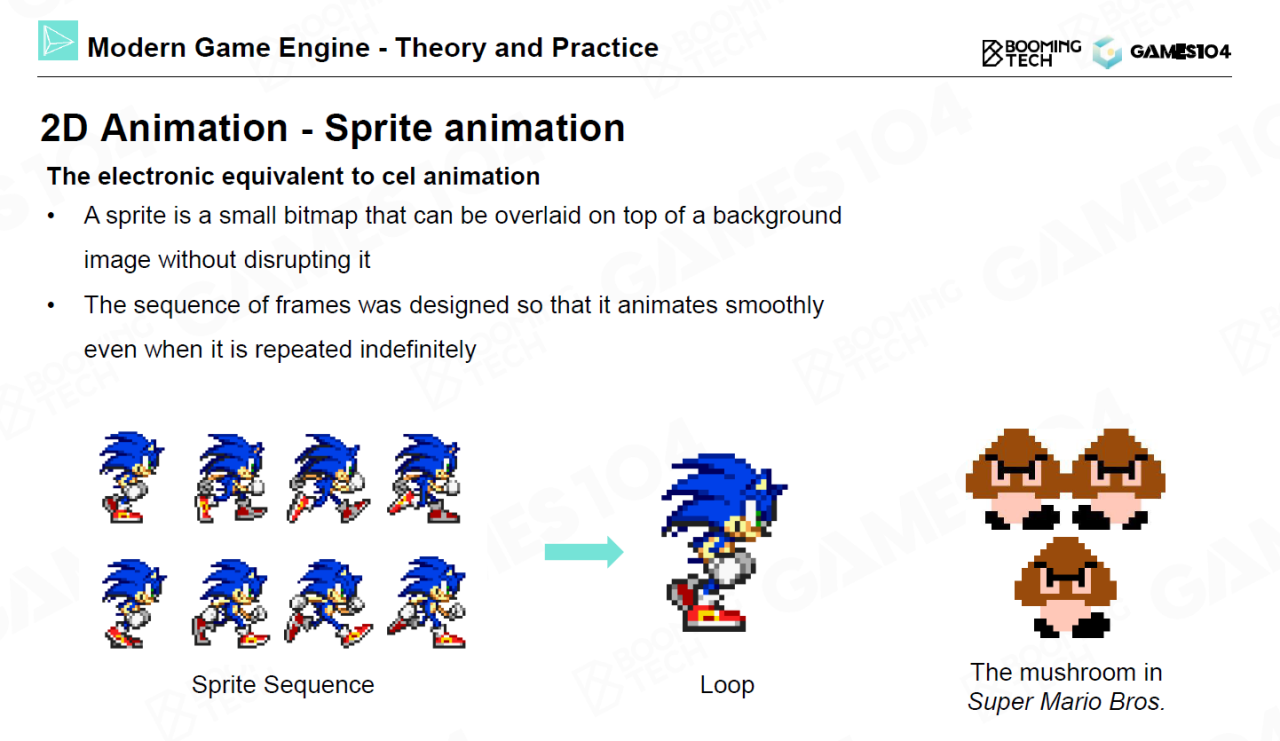 Modern Game Engine - Theory and Practice
BOOMING
TECH
GAMES104
2D Animation - Sprite animation
The electronic equivalent to cel animation
• A sprite is a small bitmap that can be overlaid on top of a background
image without disrupting it
• The sequence of frames was designed so that it animates smoothly
even when it is repeated indefinitely
Sprite Sequence
Loop
The mushroom in
Super Mario Bros.